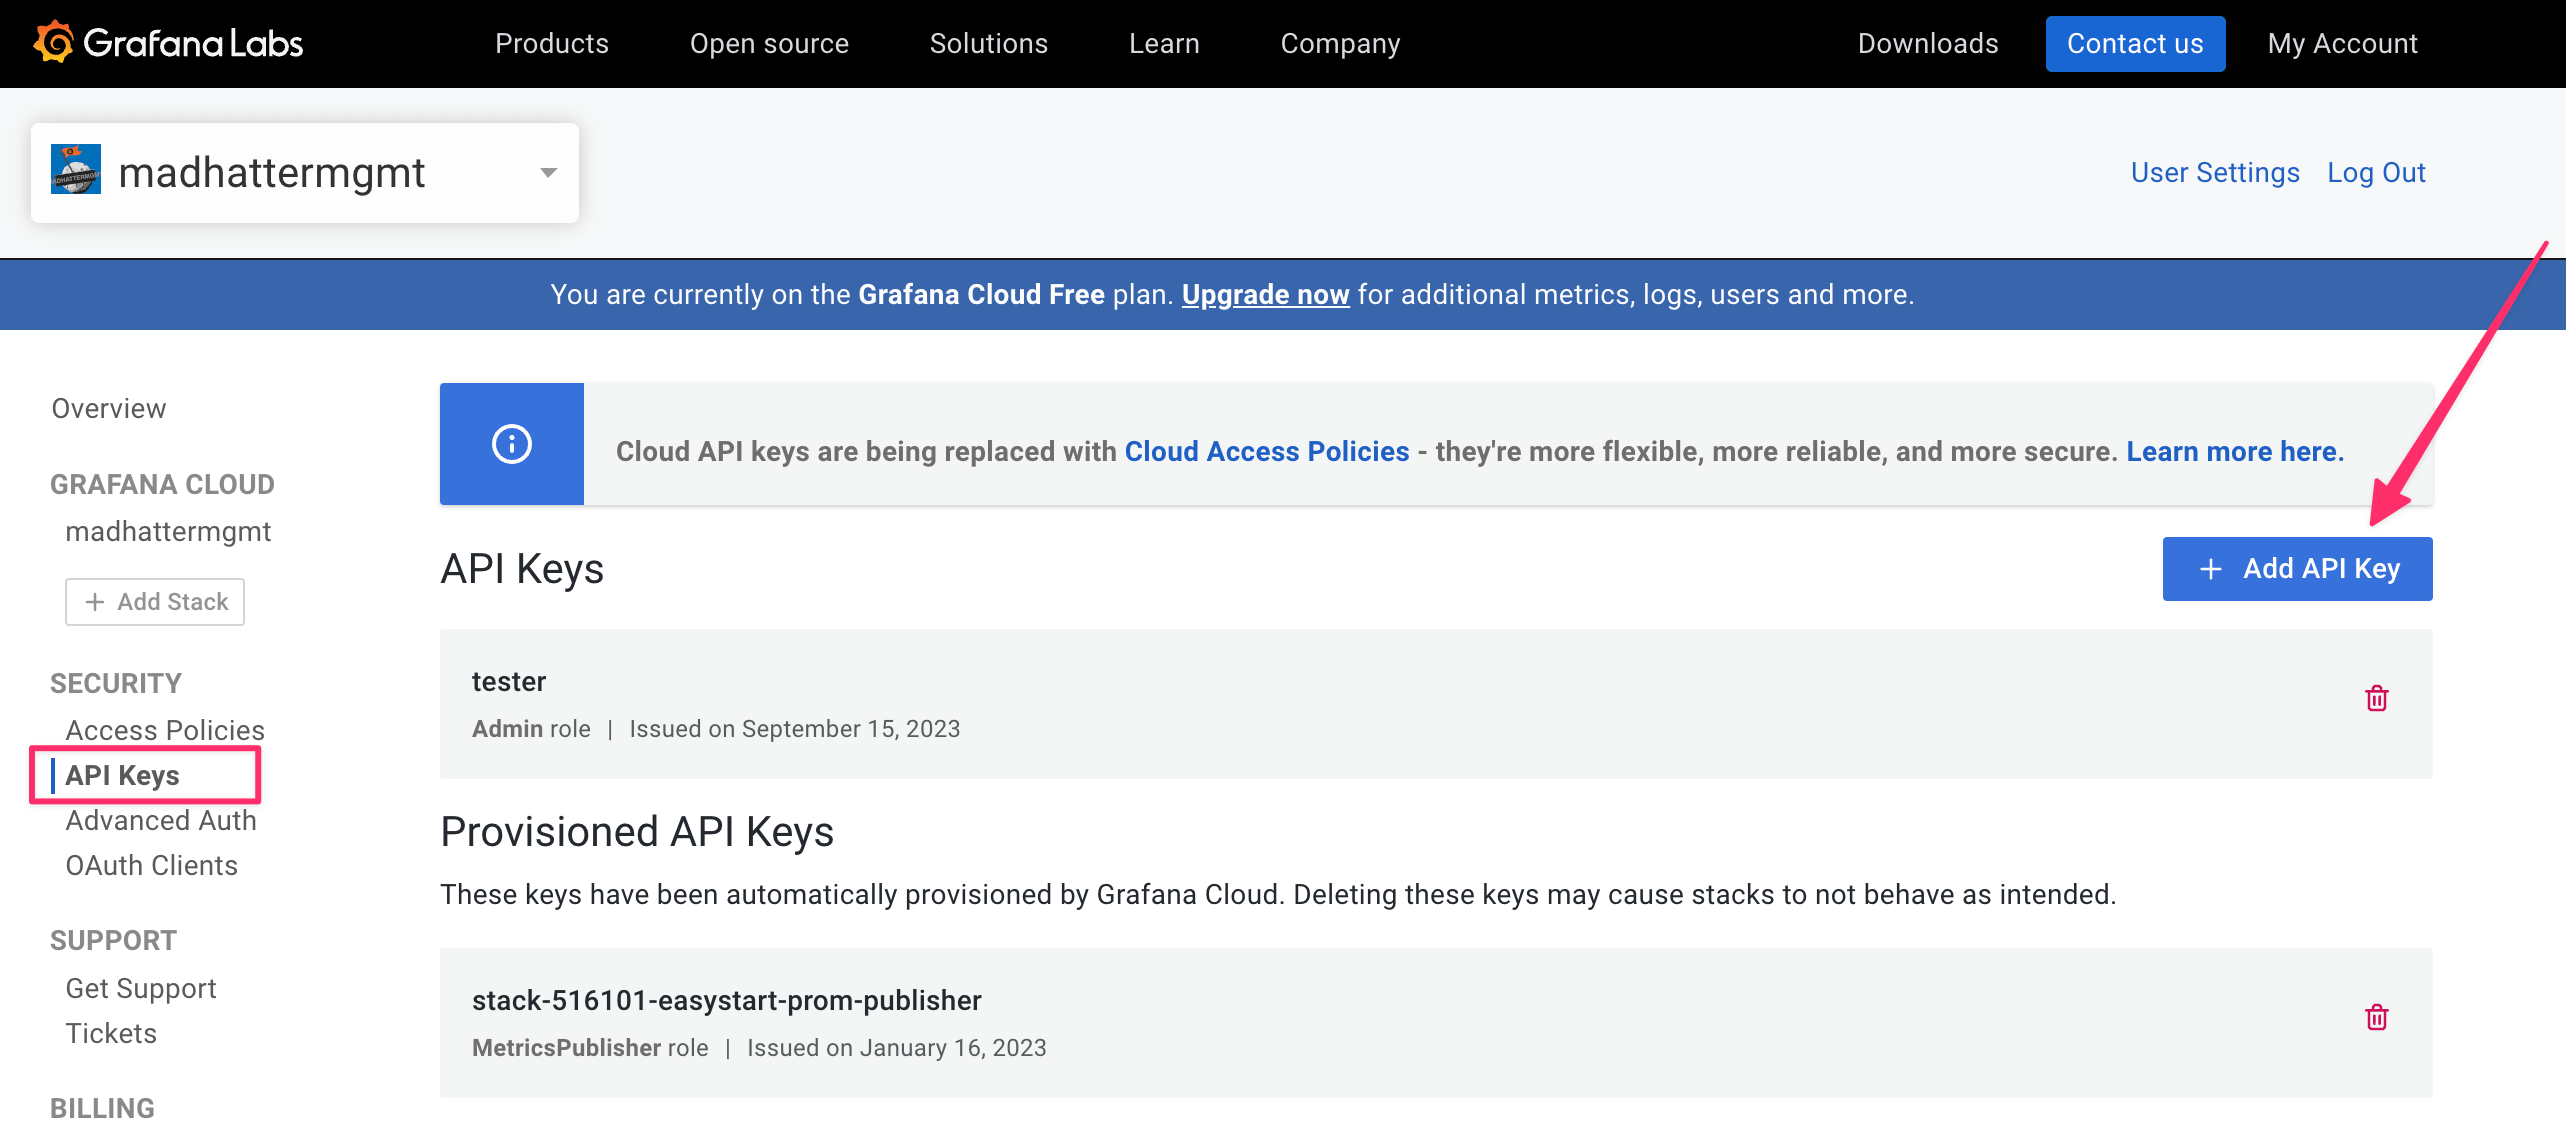 Grafana Labs Products Open source Solutions Learn Company Downloads Contact us My Account
madhattermgmt User Settings Log Out
You are currently on the Grafana Cloud Free plan. Upgrade now for additional metrics, logs, users and more.
Overview
GRAFANA CLOUD
madhattermgmt
+ Add Stack
SECURITY
Access Policies
API Keys
Advanced Auth
OAuth Clients
SUPPORT
Get Support
Tickets
BILLING
Cloud API keys are being replaced with Cloud Access Policies - they're more flexible, more reliable, and more secure. Learn more here.
API Keys
+ Add API Key
tester
Admin role | Issued on September 15, 2023
Provisioned API Keys
These keys have been automatically provisioned by Grafana Cloud. Deleting these keys may cause stacks to not behave as intended.
stack-516101-easystart-prom-publisher
MetricsPublisher role | Issued on January 16, 2023